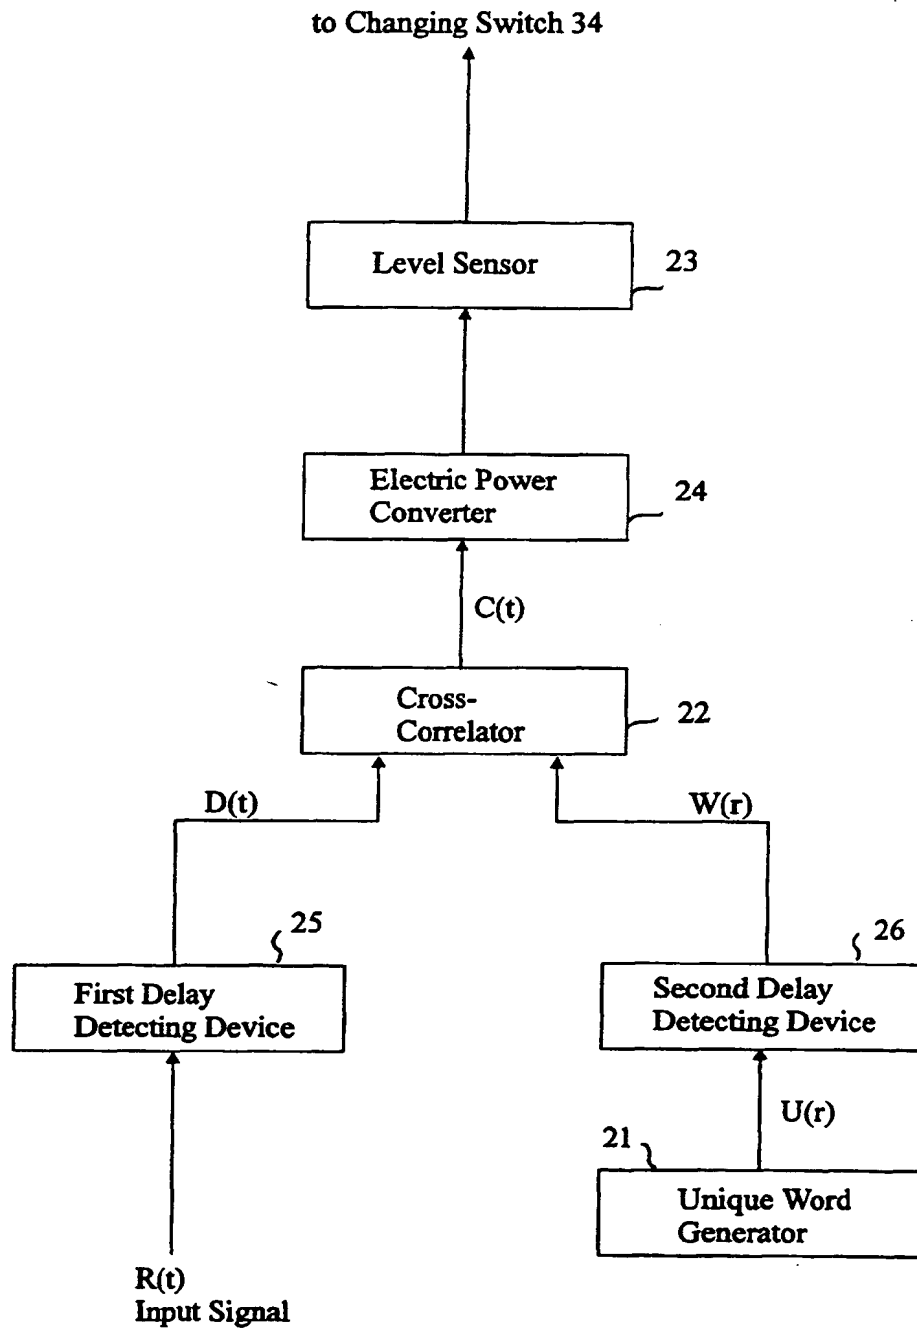 to Changing Switch 34
Level Sensor
23
Electric Power
Converter
24
C(t)
Cross-
Correlator
22
D(t)
W(r)
25
26
First Delay
Detecting Device
Second Delay
Detecting Device
U(r)
21
Unique Word
Generator
R(t)
Input Signal